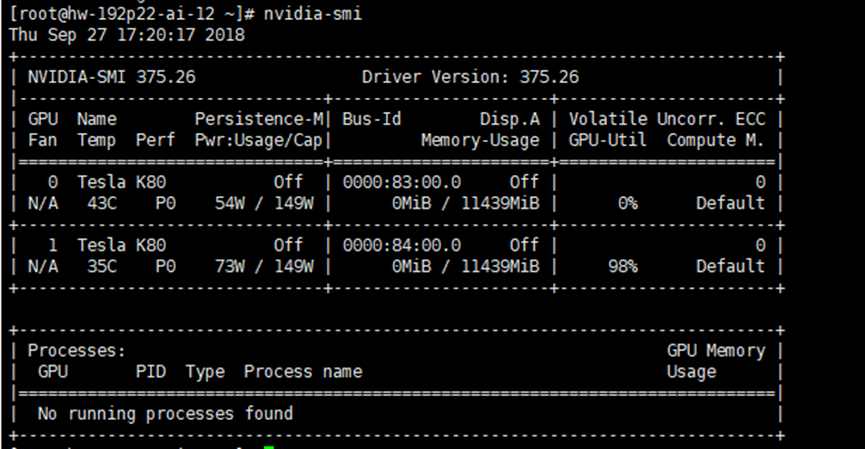 [root@hw-192p22-ai-12 ~]# nvidia-smi
Thu Sep 27 17:20:17 2018
+-----------------------------------------------------------------------------+
| NVIDIA-SMI 375.26                 Driver Version: 375.26                    |
|-------------------------------+----------------------+----------------------+
| GPU  Name        Persistence-M| Bus-Id        Disp.A | Volatile Uncorr. ECC |
| Fan  Temp  Perf  Pwr:Usage/Cap|         Memory-Usage | GPU-Util  Compute M. |
|===============================+======================+======================|
|   0  Tesla K80           Off  | 0000:83:00.0     Off |                    0 |
| N/A   43C    P0    54W / 149W |      0MiB / 11439MiB |      0%      Default |
+-------------------------------+----------------------+----------------------+
|   1  Tesla K80           Off  | 0000:84:00.0     Off |                    0 |
| N/A   35C    P0    73W / 149W |      0MiB / 11439MiB |     98%      Default |
+-------------------------------+----------------------+----------------------+
+-----------------------------------------------------------------------------+
| Processes:                                                       GPU Memory |
|  GPU       PID  Type  Process name                               Usage      |
|=============================================================================|
|  No running processes found                                                 |
+-----------------------------------------------------------------------------+